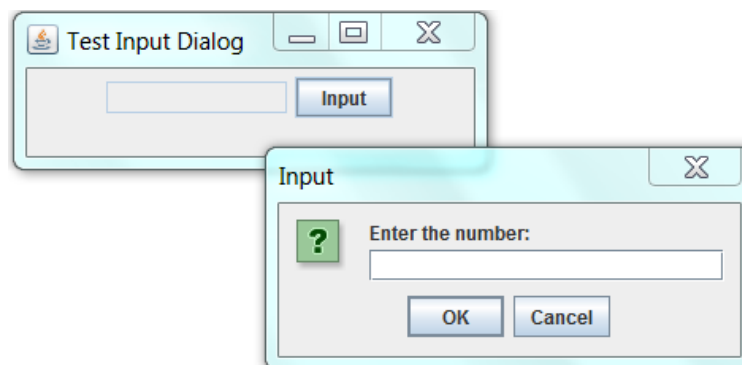 Test Input Dialog
Input
Input
?
Enter the number:
OK
Cancel